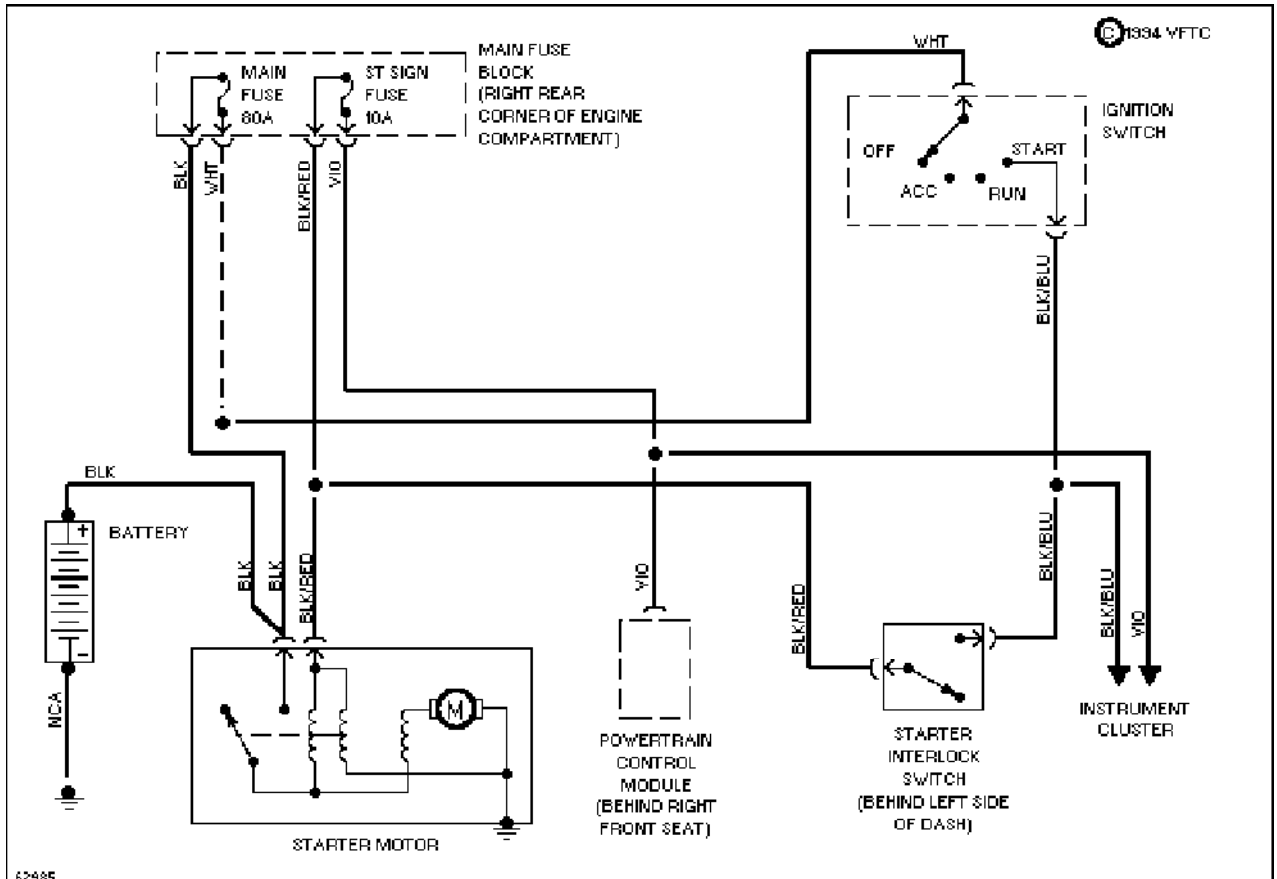 © 1994 VFTC
MAIN FUSE
BLOCK
(RIGHT REAR
CORNER OF ENGINE
COMPARTMENT)
MAIN
FUSE
80A
ST SIGN
FUSE
10A
WHT
IGNITION
SWITCH
OFF
ACC
RUN
START
BLK
WHT
BLK/RED
VIO
BLK/BLU
BLK
BATTERY
+
-
NCA
BLK
BLK
BLK/RED
VIO
BLK/RED
BLK/BLU
BLK/BLU
VIO
M
STARTER MOTOR
POWERTRAIN
CONTROL
MODULE
(BEHIND RIGHT
FRONT SEAT)
STARTER
INTERLOCK
SWITCH
(BEHIND LEFT SIDE
OF DASH)
INSTRUMENT
CLUSTER